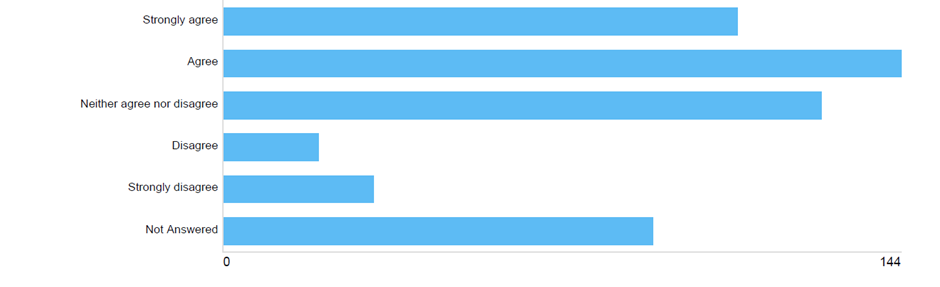 Strongly agree
Agree
Neither agree nor disagree
Disagree
Strongly disagree
Not Answered
0 144